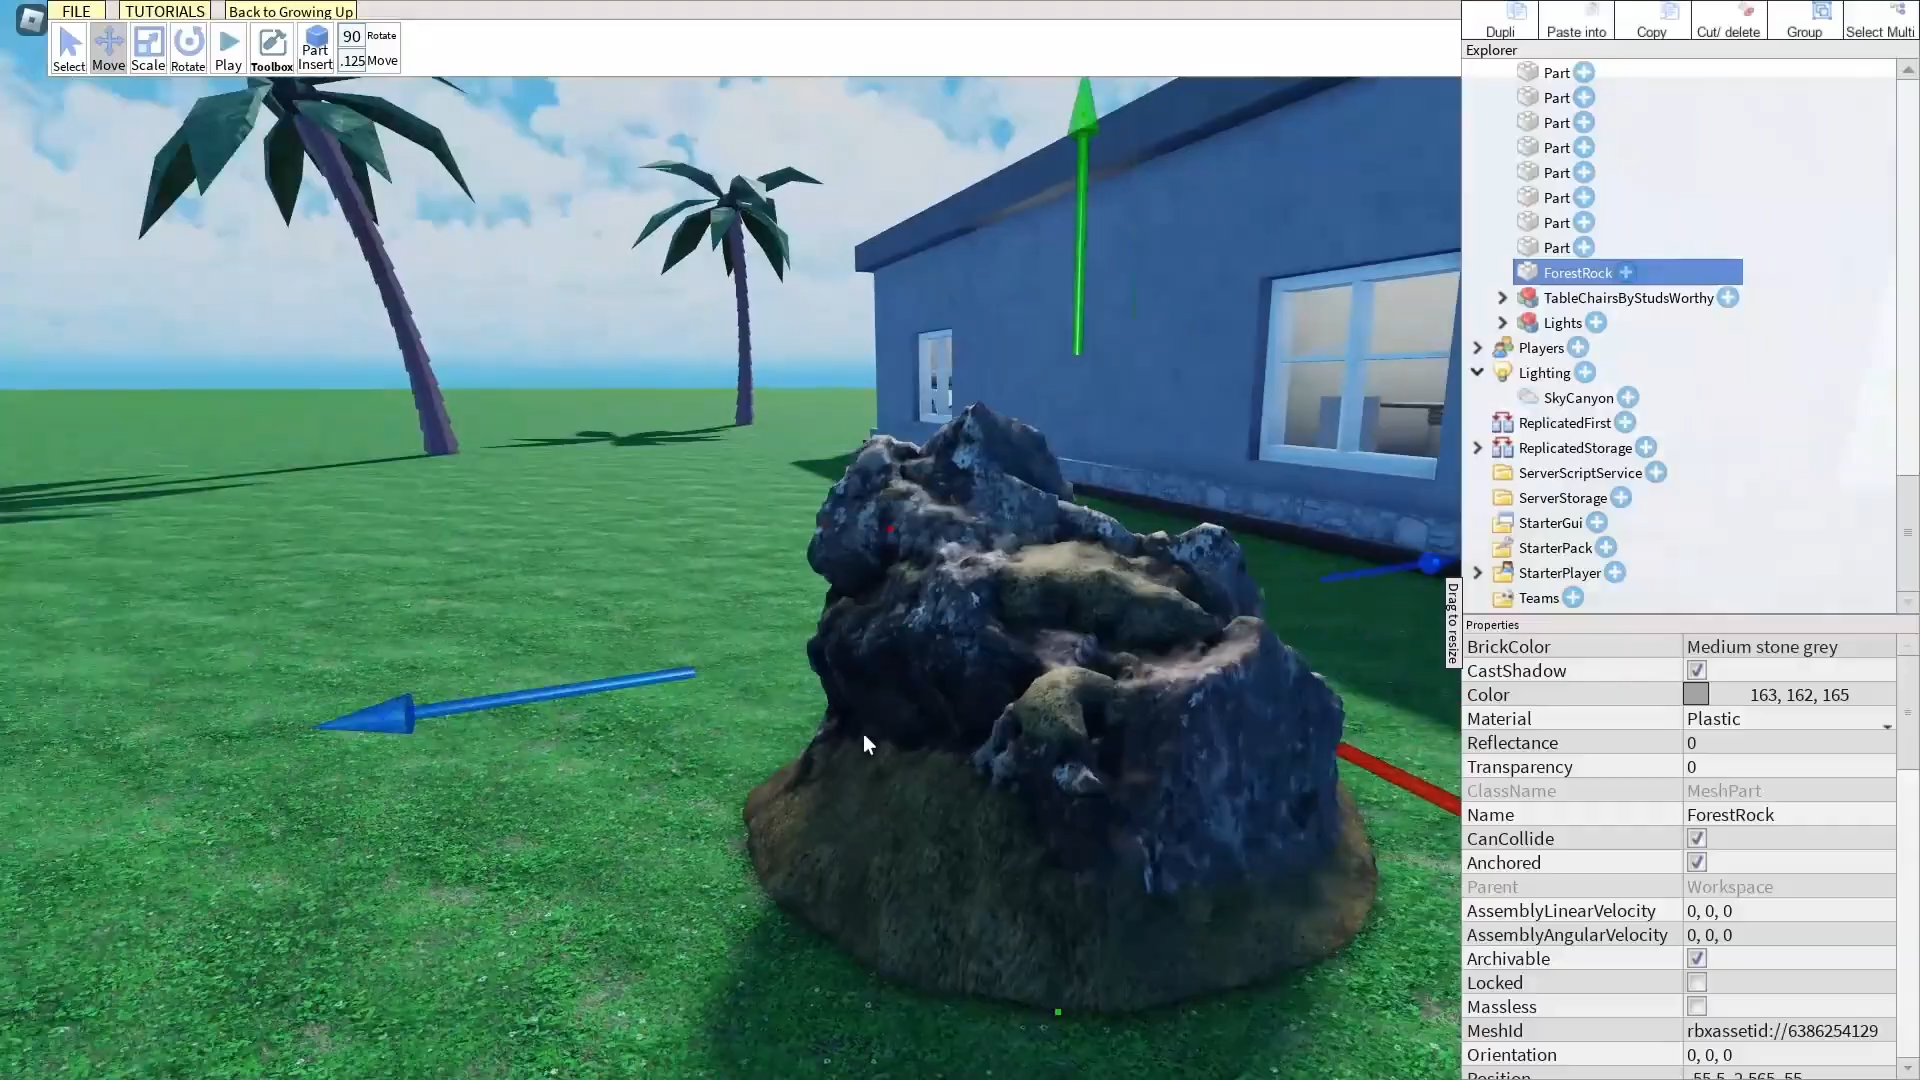 FILE
TUTORIALS
Back to Growing Up
Select
Move
Scale
Rotate
Play
Toolbox
Part
Insert
90 Rotate
.125 Move
Dupli
Paste into
Copy
Cut/ delete
Group
Select Multi
Explorer
Part
Part
Part
Part
Part
Part
Part
Part
ForestRock
TableChairsByStudsWorthy
Lights
Players
Lighting
SkyCanyon
ReplicatedFirst
ReplicatedStorage
ServerScriptService
ServerStorage
StarterGui
StarterPack
StarterPlayer
Teams
Drag to resize
Properties
BrickColor Medium stone grey
CastShadow
Color 163, 162, 165
Material Plastic
Reflectance 0
Transparency 0
ClassName MeshPart
Name ForestRock
CanCollide
Anchored
Parent Workspace
AssemblyLinearVelocity 0, 0, 0
AssemblyAngularVelocity 0, 0, 0
Archivable
Locked
Massless
MeshId rbxassetid://6386254129
Orientation 0, 0, 0